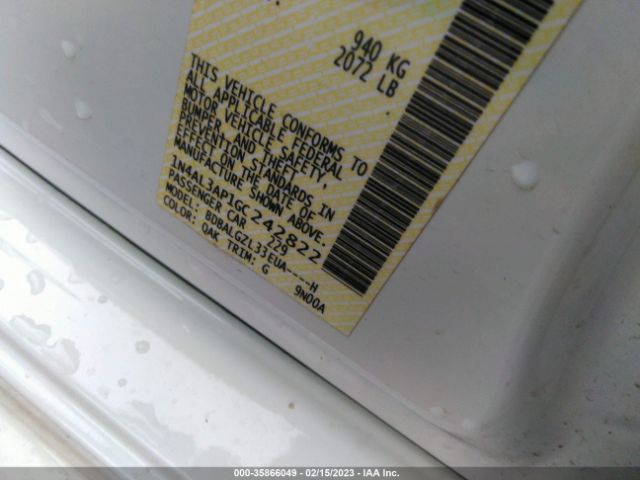 940 KG
2072 LB
THIS VEHICLE CONFORMS TO
ALL APPLICABLE FEDERAL
MOTOR VEHICLE SAFETY,
BUMPER, AND THEFT
PREVENTION STANDARDS IN
EFFECT ON THE DATE OF
MANUFACTURE SHOWN ABOVE.
1N4AL3AP1GC242822
PASSENGER CAR 229
MODEL: BDBALGZL33EUA----H
COLOR: QAK TRIM: G 9N00A
000-35866049 - 02/15/2023 - IAA Inc.